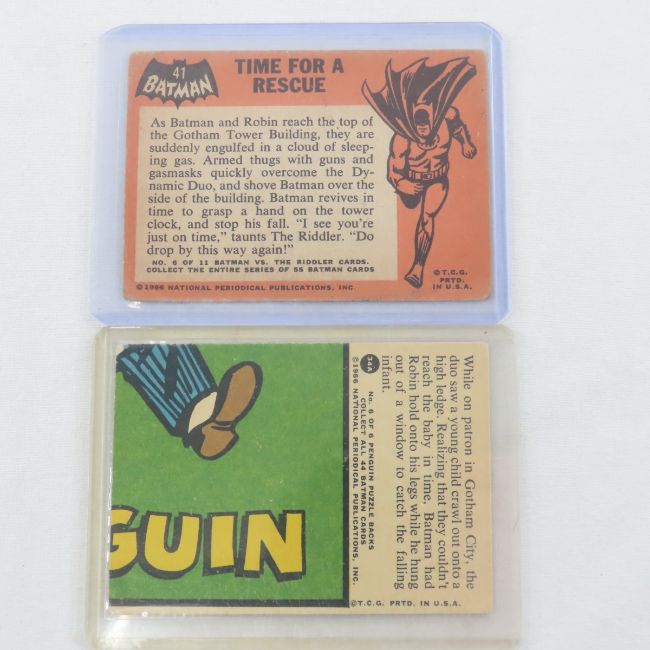 41
BATMAN
TIME FOR A
RESCUE
As Batman and Robin reach the top of
the Gotham Tower Building, they are
suddenly engulfed in a cloud of sleep-
ing gas. Armed thugs with guns and
gasmasks quickly overcome the Dy-
namic Duo, and shove Batman over the
side of the building. Batman revives in
time to grasp a hand on the tower
clock, and stop his fall. “I see you're
just on time,” taunts The Riddler. “Do
drop by this way again!”
NO. 6 OF 11 BATMAN VS. THE RIDDLER CARDS.
COLLECT THE ENTIRE SERIES OF 55 BATMAN CARDS
©1966 NATIONAL PERIODICAL PUBLICATIONS, INC.
©T.C.G.
PRTD.
IN U.S.A.
GUIN
While on patron in Gotham City, the
duo saw a young child crawl out onto a
high ledge. Realizing that they couldn't
reach the baby in time, Batman had
Robin hold onto his legs while he hung
out of a window to catch the falling
infant.
34A
No. 6 OF 6 PENGUIN PUZZLE BACKS
COLLECT ALL 44 BATMAN CARDS
©1966 NATIONAL PERIODICAL PUBLICATIONS, INC.
©T.C.G. PRTD. IN U.S.A.